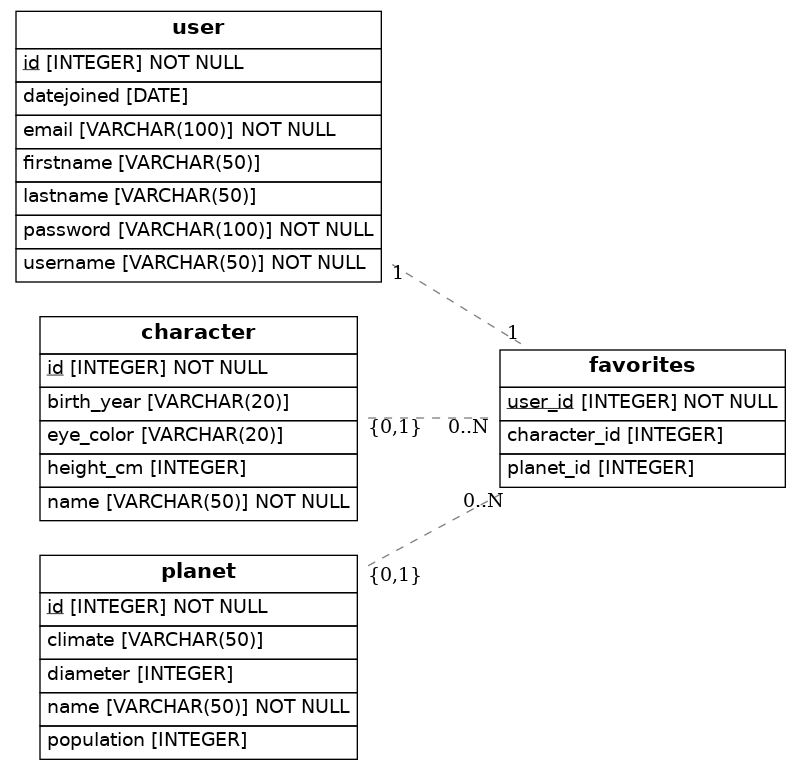 user
id [INTEGER] NOT NULL
datejoined [DATE]
email [VARCHAR(100)] NOT NULL
firstname [VARCHAR(50)]
lastname [VARCHAR(50)]
password [VARCHAR(100)] NOT NULL
username [VARCHAR(50)] NOT NULL
1
1
character
id [INTEGER] NOT NULL
birth_year [VARCHAR(20)]
eye_color [VARCHAR(20)]
height_cm [INTEGER]
name [VARCHAR(50)] NOT NULL
{0,1}
0..N
favorites
user_id [INTEGER] NOT NULL
character_id [INTEGER]
planet_id [INTEGER]
0..N
{0,1}
planet
id [INTEGER] NOT NULL
climate [VARCHAR(50)]
diameter [INTEGER]
name [VARCHAR(50)] NOT NULL
population [INTEGER]